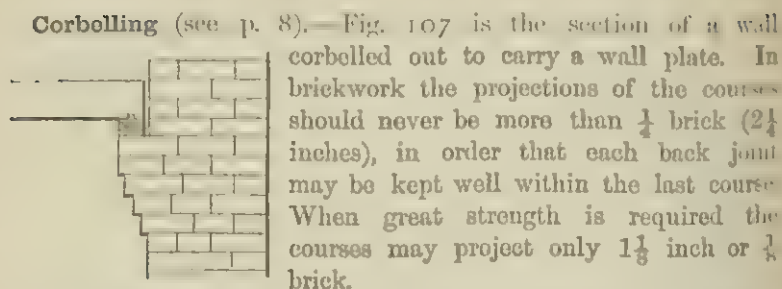 Corbelling (see p. 8).—Fig. 107 is the section of a wall
corbelled out to carry a wall plate. In
brickwork the projections of the courses
should never be more than ¼ brick (2¼
inches), in order that each back joint
may be kept well within the last course.
When great strength is required the
courses may project only 1⅛ inch or ⅛
brick.